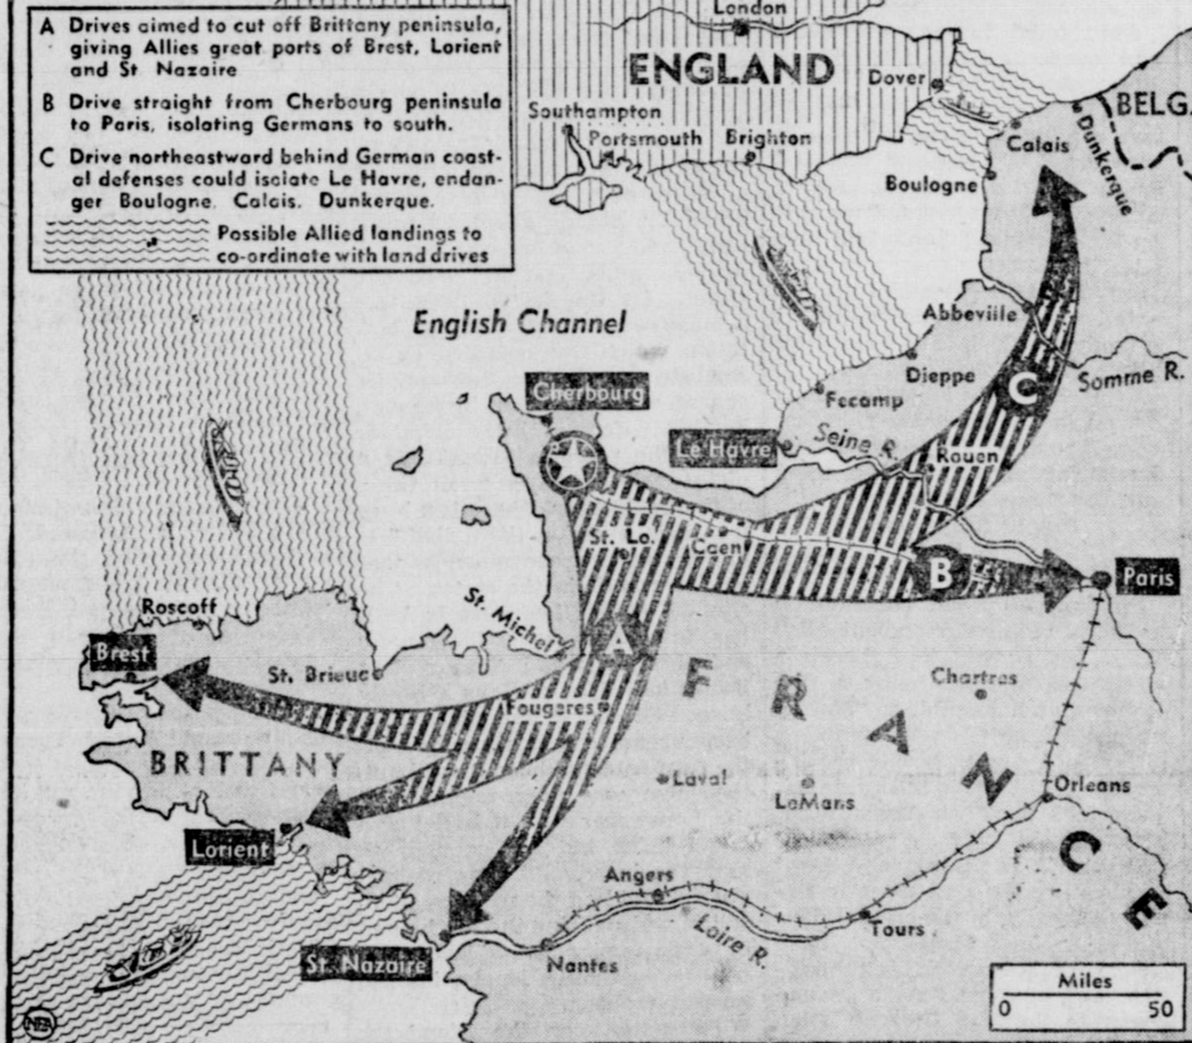 A Drives aimed to cut off Brittany peninsula,
giving Allies great ports of Brest, Lorient
and St. Nazaire
B Drive straight from Cherbourg peninsula
to Paris, isolating Germans to south.
C Drive northeastward behind German coast-
al defenses could isolate Le Havre, endan-
ger Boulogne, Calais, Dunkerque.
Possible Allied landings to
co-ordinate with land drives
London
ENGLAND
Dover
BELG.
Southampton
Portsmouth
Brighton
Calais
Dunkerque
Boulogne
English Channel
Abbeville
Dieppe
Somme R.
C
Cherbourg
Fecamp
Le Havre
Seine R.
Rouen
St. Lo.
Caen
B
Paris
Roscoff
St. Michel
A
Brest
St. Brieuc
Fougeres
FRANCE
Chartres
BRITTANY
Laval
LeMans
Orleans
Lorient
Angers
Loire R.
Tours
St. Nazaire
Nantes
Miles
0 50
NEA